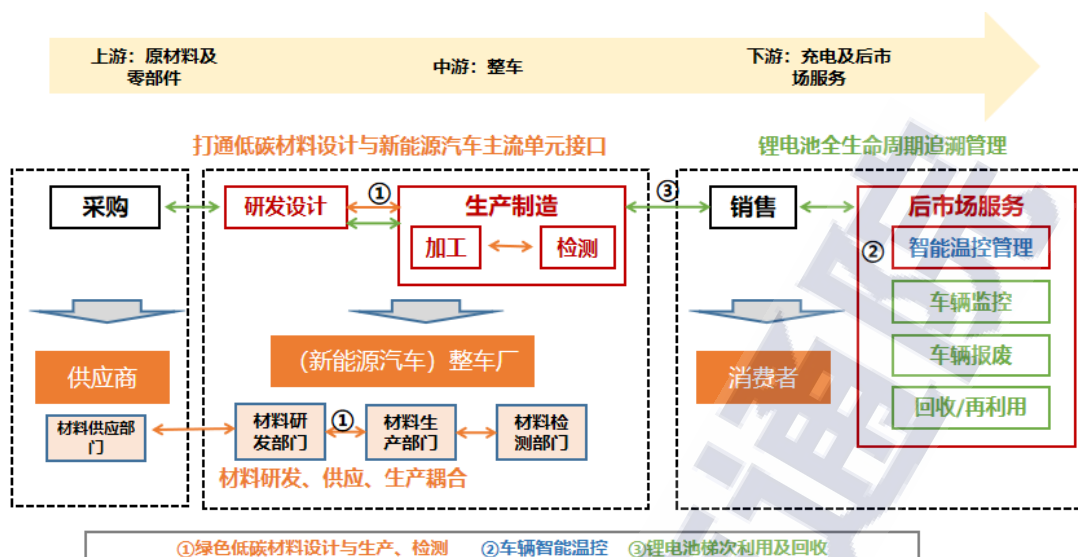 上游：原材料及
零部件
中游：整车
下游：充电及后市
场服务
打通低碳材料设计与新能源汽车主流单元接口
锂电池全生命周期追溯管理
采购
研发设计
①
生产制造
加工
检测
③
销售
后市场服务
②
智能温控管理
车辆监控
车辆报废
回收/再利用
供应商
（新能源汽车）整车厂
消费者
材料供应部
门
材料研
发部门
①
材料生
产部门
材料检
测部门
材料研发、供应、生产耦合
①绿色低碳材料设计与生产、检测 ②车辆智能温控 ③锂电池梯次利用及回收